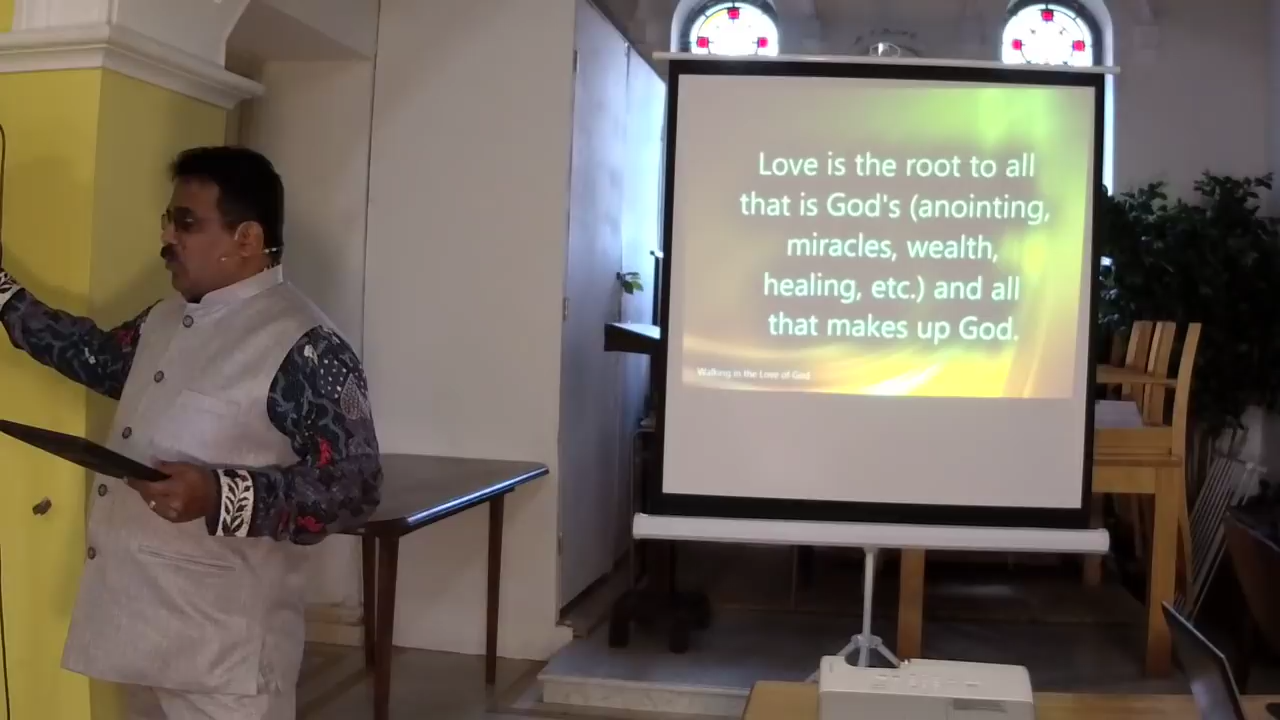 Love is the root to all
that is God's (anointing,
miracles, wealth,
healing, etc.) and all
that makes up God.
Walking in the Love of God